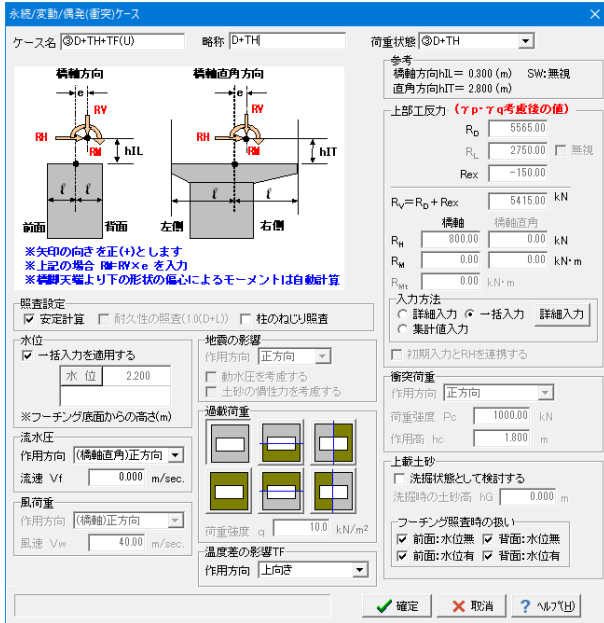 永続/変動/偶発(衝突)ケース
ケース名 ③D+TH+TF(U) 略称 D+TH 荷重状態 ③D+TH
参考
橋軸方向hIL= 0.300 (m) SW:無視
直角方向hIT= 2.800 (m)
橋軸方向 橋軸直角方向
e RV RH RM hIL
e RV RH RM hIT
ℓ ℓ ℓ ℓ
前面 背面 左側 右側
※矢印の向きを正(+)とします
※上記の場合 RM=RV×e を入力
※橋脚天端より下の形状の偏心によるモーメントは自動計算
上部工反力 (γp・γq考慮後の値)
RD 5565.00
RL 2750.00 無視
Rex -150.00
RV=RD+Rex 5415.00 kN
橋軸 橋軸直角
RH 800.00 0.00 kN
RM 0.00 0.00 kN・m
RMt 0.00 kN・m
入力方法
詳細入力 一括入力 詳細入力
集計値入力
初期入力とRHを連携する
照査設定
安定計算 耐久性の照査(1.0(D+L)) 柱のねじり照査
水位
一括入力を適用する
水 位 2.200
※フーチング底面からの高さ(m)
地震の影響
作用方向 正方向
動水圧を考慮する
土砂の慣性力を考慮する
衝突荷重
作用方向 正方向
荷重強度 Pc 1000.00 kN
作用高 hc 1.800 m
流水圧
作用方向 (橋軸直角)正方向
流速 Vf 0.000 m/sec.
風荷重
作用方向 (橋軸)正方向
風速 Vw 40.00 m/sec.
過載荷重
荷重強度 q 10.0 kN/m²
温度差の影響TF
作用方向 上向き
上載土砂
洗掘状態として検討する
洗掘時の土砂高 hG 0.000 m
フーチング照査時の扱い
前面:水位無 背面:水位無
前面:水位有 背面:水位有
確定 取消 ? ヘルプ(H)